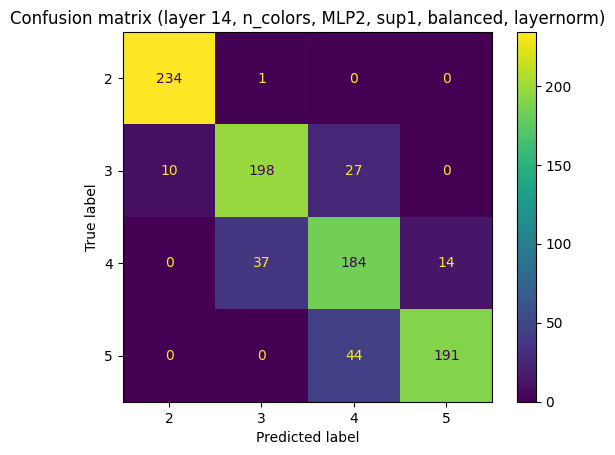 Confusion matrix (layer 14, n_colors, MLP2, sup1, balanced, layernorm)
2 234 1 0 0
3 10 198 27 0
4 0 37 184 14
5 0 0 44 191
2 3 4 5
Predicted label
True label
200
150
100
50
0